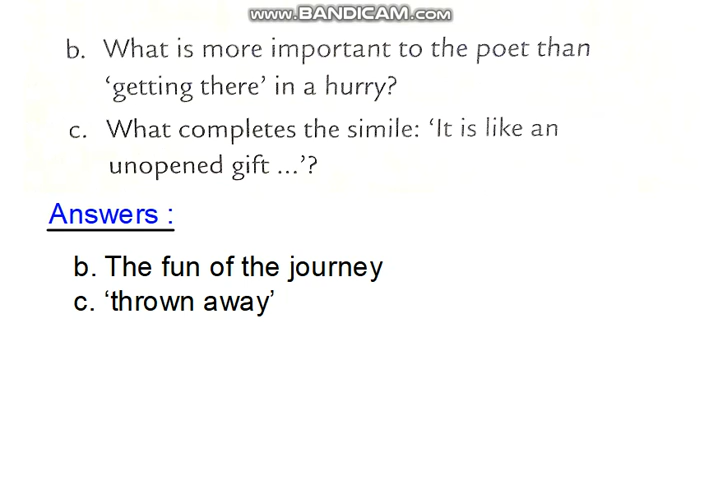 www.BANDICAM.com
b. What is more important to the poet than
‘getting there’ in a hurry?
c. What completes the simile: ‘It is like an
unopened gift ...’?
Answers :
b. The fun of the journey
c. ‘thrown away’